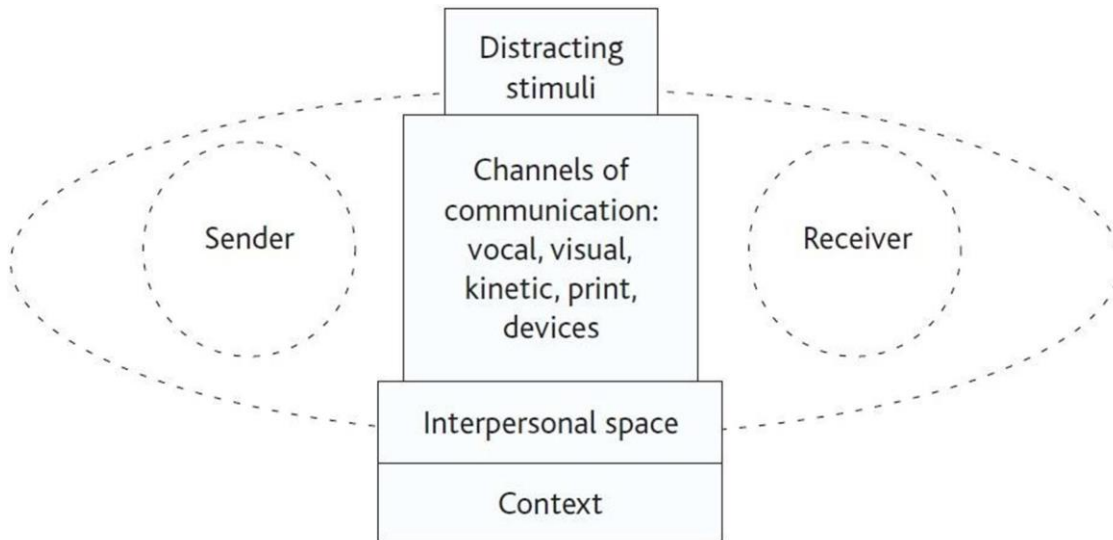 Distracting
stimuli
Sender
Channels of
communication:
vocal, visual,
kinetic, print,
devices
Receiver
Interpersonal space
Context